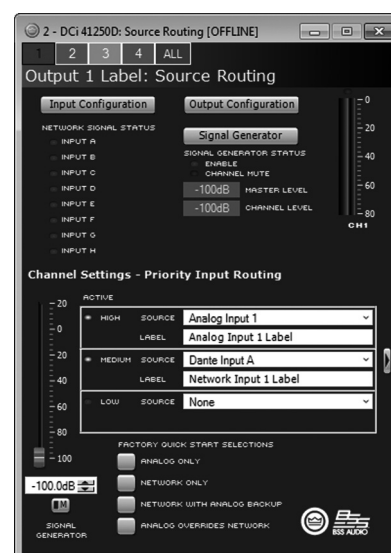 2 - DCi 4|1250D: Source Routing [OFFLINE]
1 2 3 4 ALL
Output 1 Label: Source Routing
Input Configuration
Output Configuration
NETWORK SIGNAL STATUS
INPUT A
INPUT B
INPUT C
INPUT D
INPUT E
INPUT F
INPUT G
INPUT H
Signal Generator
SIGNAL GENERATOR STATUS
ENABLE
CHANNEL MUTE
-100dB MASTER LEVEL
-100dB CHANNEL LEVEL
0
20
40
60
80
CH1
Channel Settings - Priority Input Routing
20
0
20
40
60
80
100
-100.0dB
M
SIGNAL
GENERATOR
ACTIVE
HIGH SOURCE Analog Input 1
LABEL Analog Input 1 Label
MEDIUM SOURCE Dante Input A
LABEL Network Input 1 Label
LOW SOURCE None
FACTORY QUICK START SELECTIONS
ANALOG ONLY
NETWORK ONLY
NETWORK WITH ANALOG BACKUP
ANALOG OVERRIDES NETWORK
BSS AUDIO